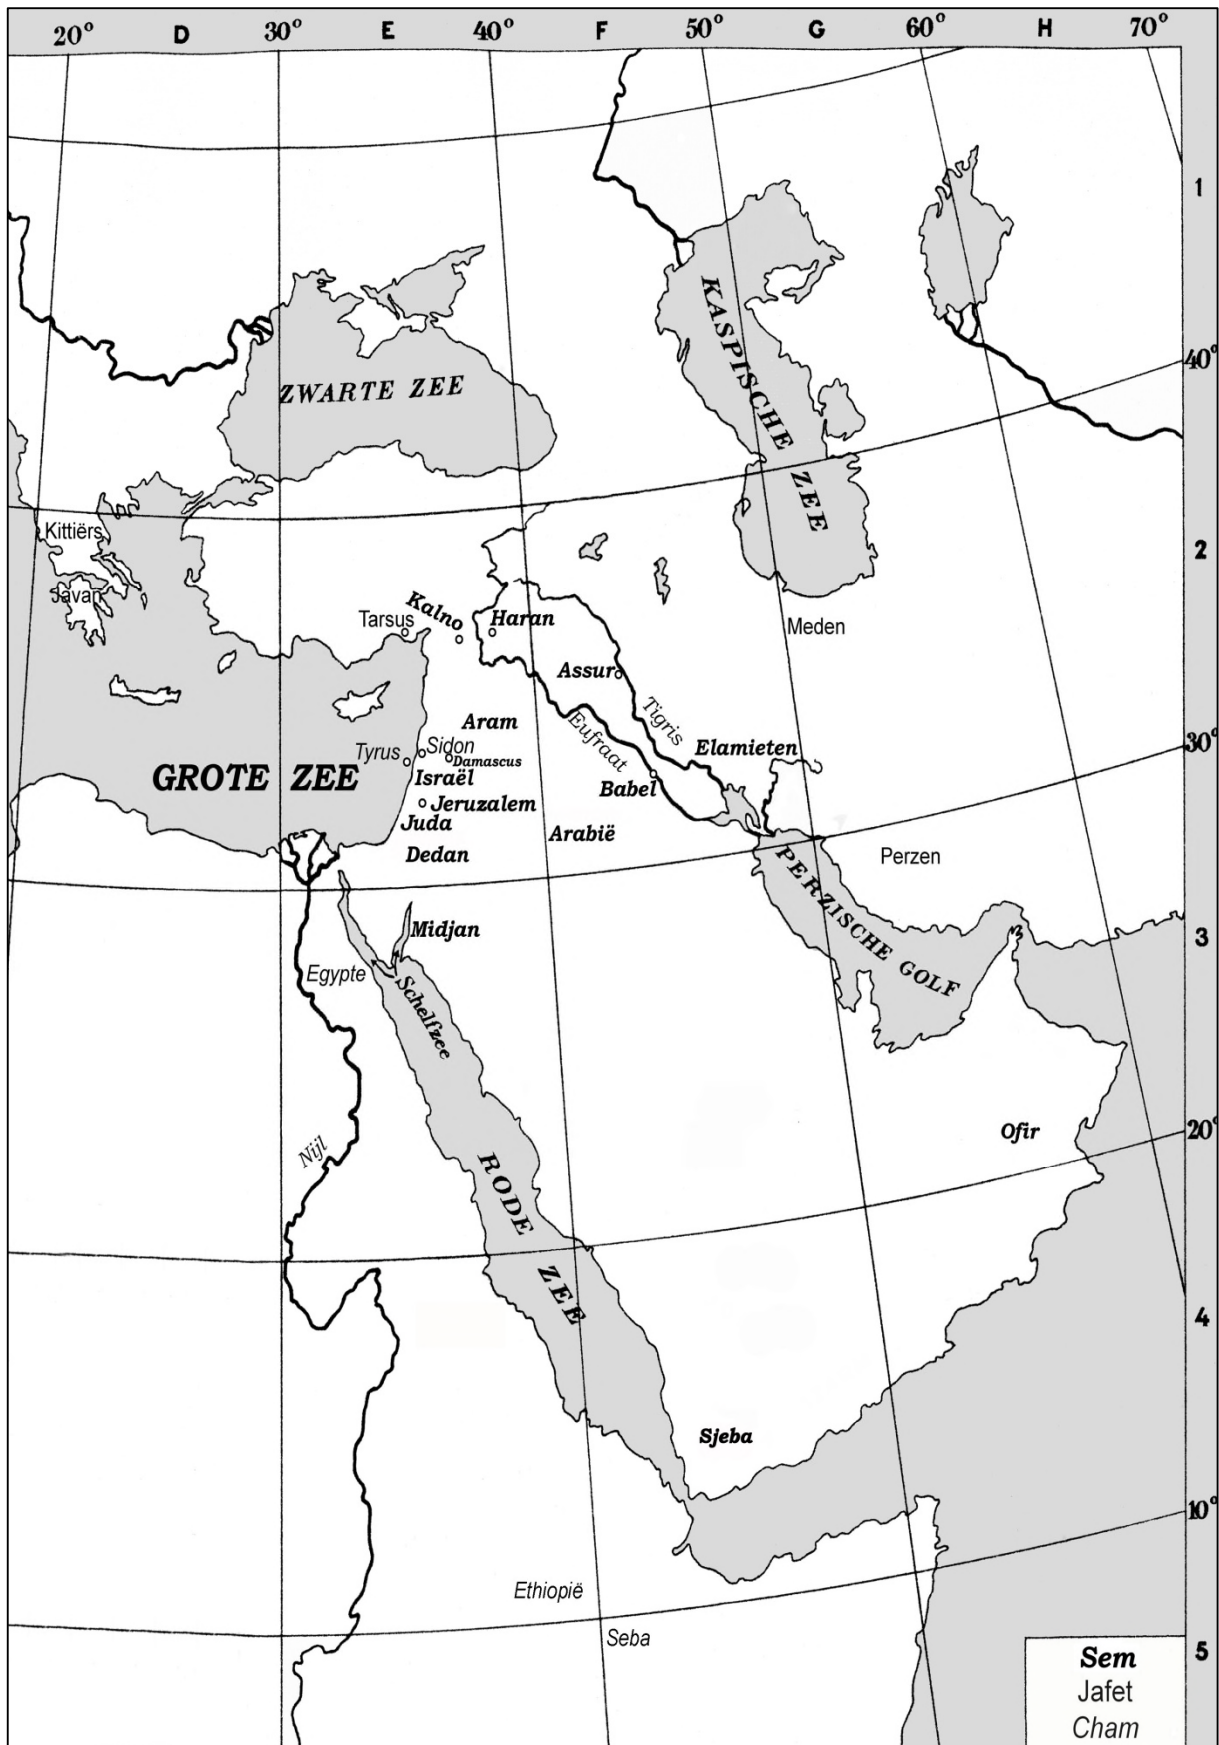 20° D 30° E 40° F 50° G 60° H 70°
1
KASPISCHE ZEE
40°
ZWARTE ZEE
Kittiërs
2
Javan
Tarsus
Kalno
Haran
Meden
Assur
Tigris
Aram
Eufraat
Tyrus
Sidon
Damascus
Elamieten
30°
GROTE ZEE
Israël
Babel
Jeruzalem
Juda
Arabië
Dedan
PERZISCHE GOLF
Perzen
Midjan
3
Egypte
Schelfzee
Nijl
Ofir
20°
RODE ZEE
4
Sjeba
10°
Ethiopië
Seba
5
Sem
Jafet
Cham